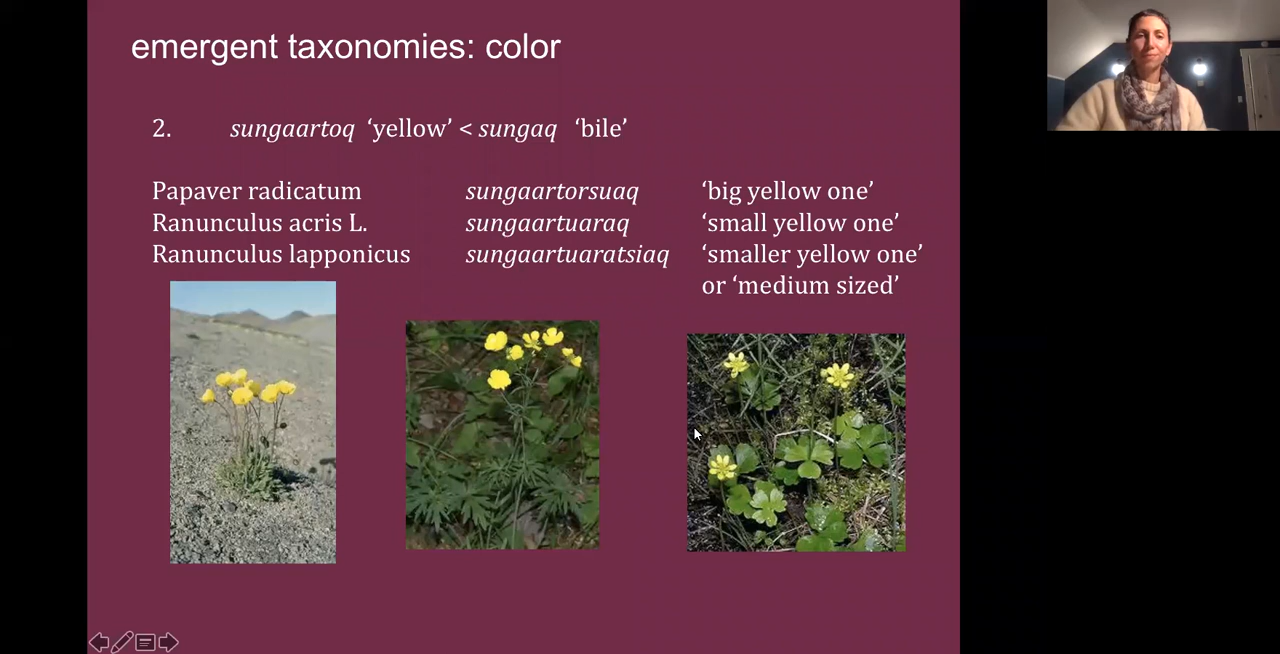 emergent taxonomies: color
2. sungaartoq ‘yellow’ < sungaq ‘bile’
Papaver radicatum sungaartorsuaq ‘big yellow one’
Ranunculus acris L. sungaartuaraq ‘small yellow one’
Ranunculus lapponicus sungaartuaratsiaq ‘smaller yellow one’
or ‘medium sized’